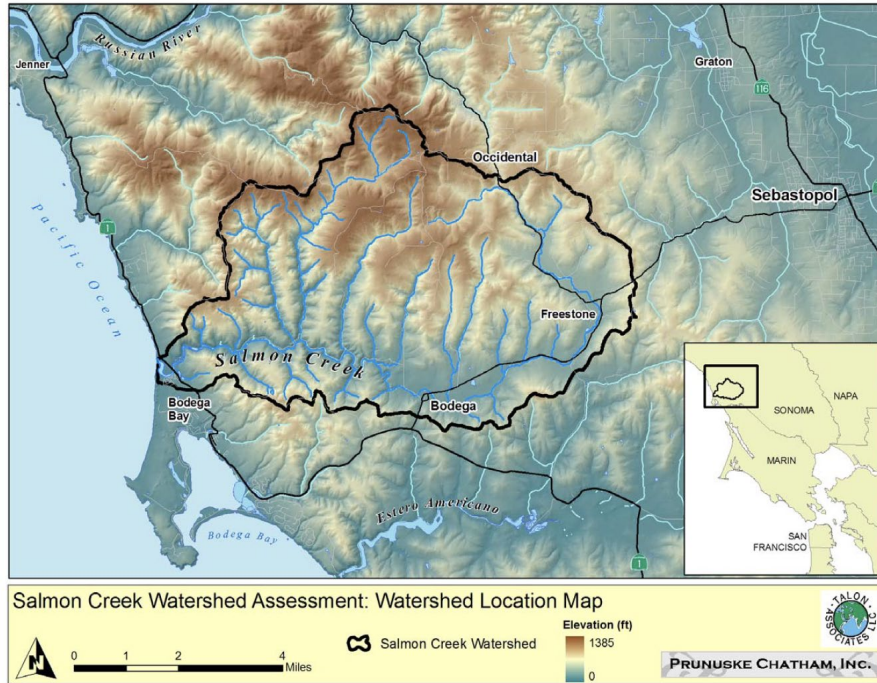 Russian River
Jenner
Graton
116
Occidental
Sebastopol
1
Pacific Ocean
Freestone
Salmon Creek
Bodega
Bay
Bodega
SONOMA
NAPA
MARIN
SAN
FRANCISCO
Estero Americano
Bodega Bay
1
Salmon Creek Watershed Assessment: Watershed Location Map
TALON
ASSOCIATES LLC
N
0 1 2 4
Miles
Salmon Creek Watershed
Elevation (ft)
1385
0
PRUNUSKE CHATHAM, INC.